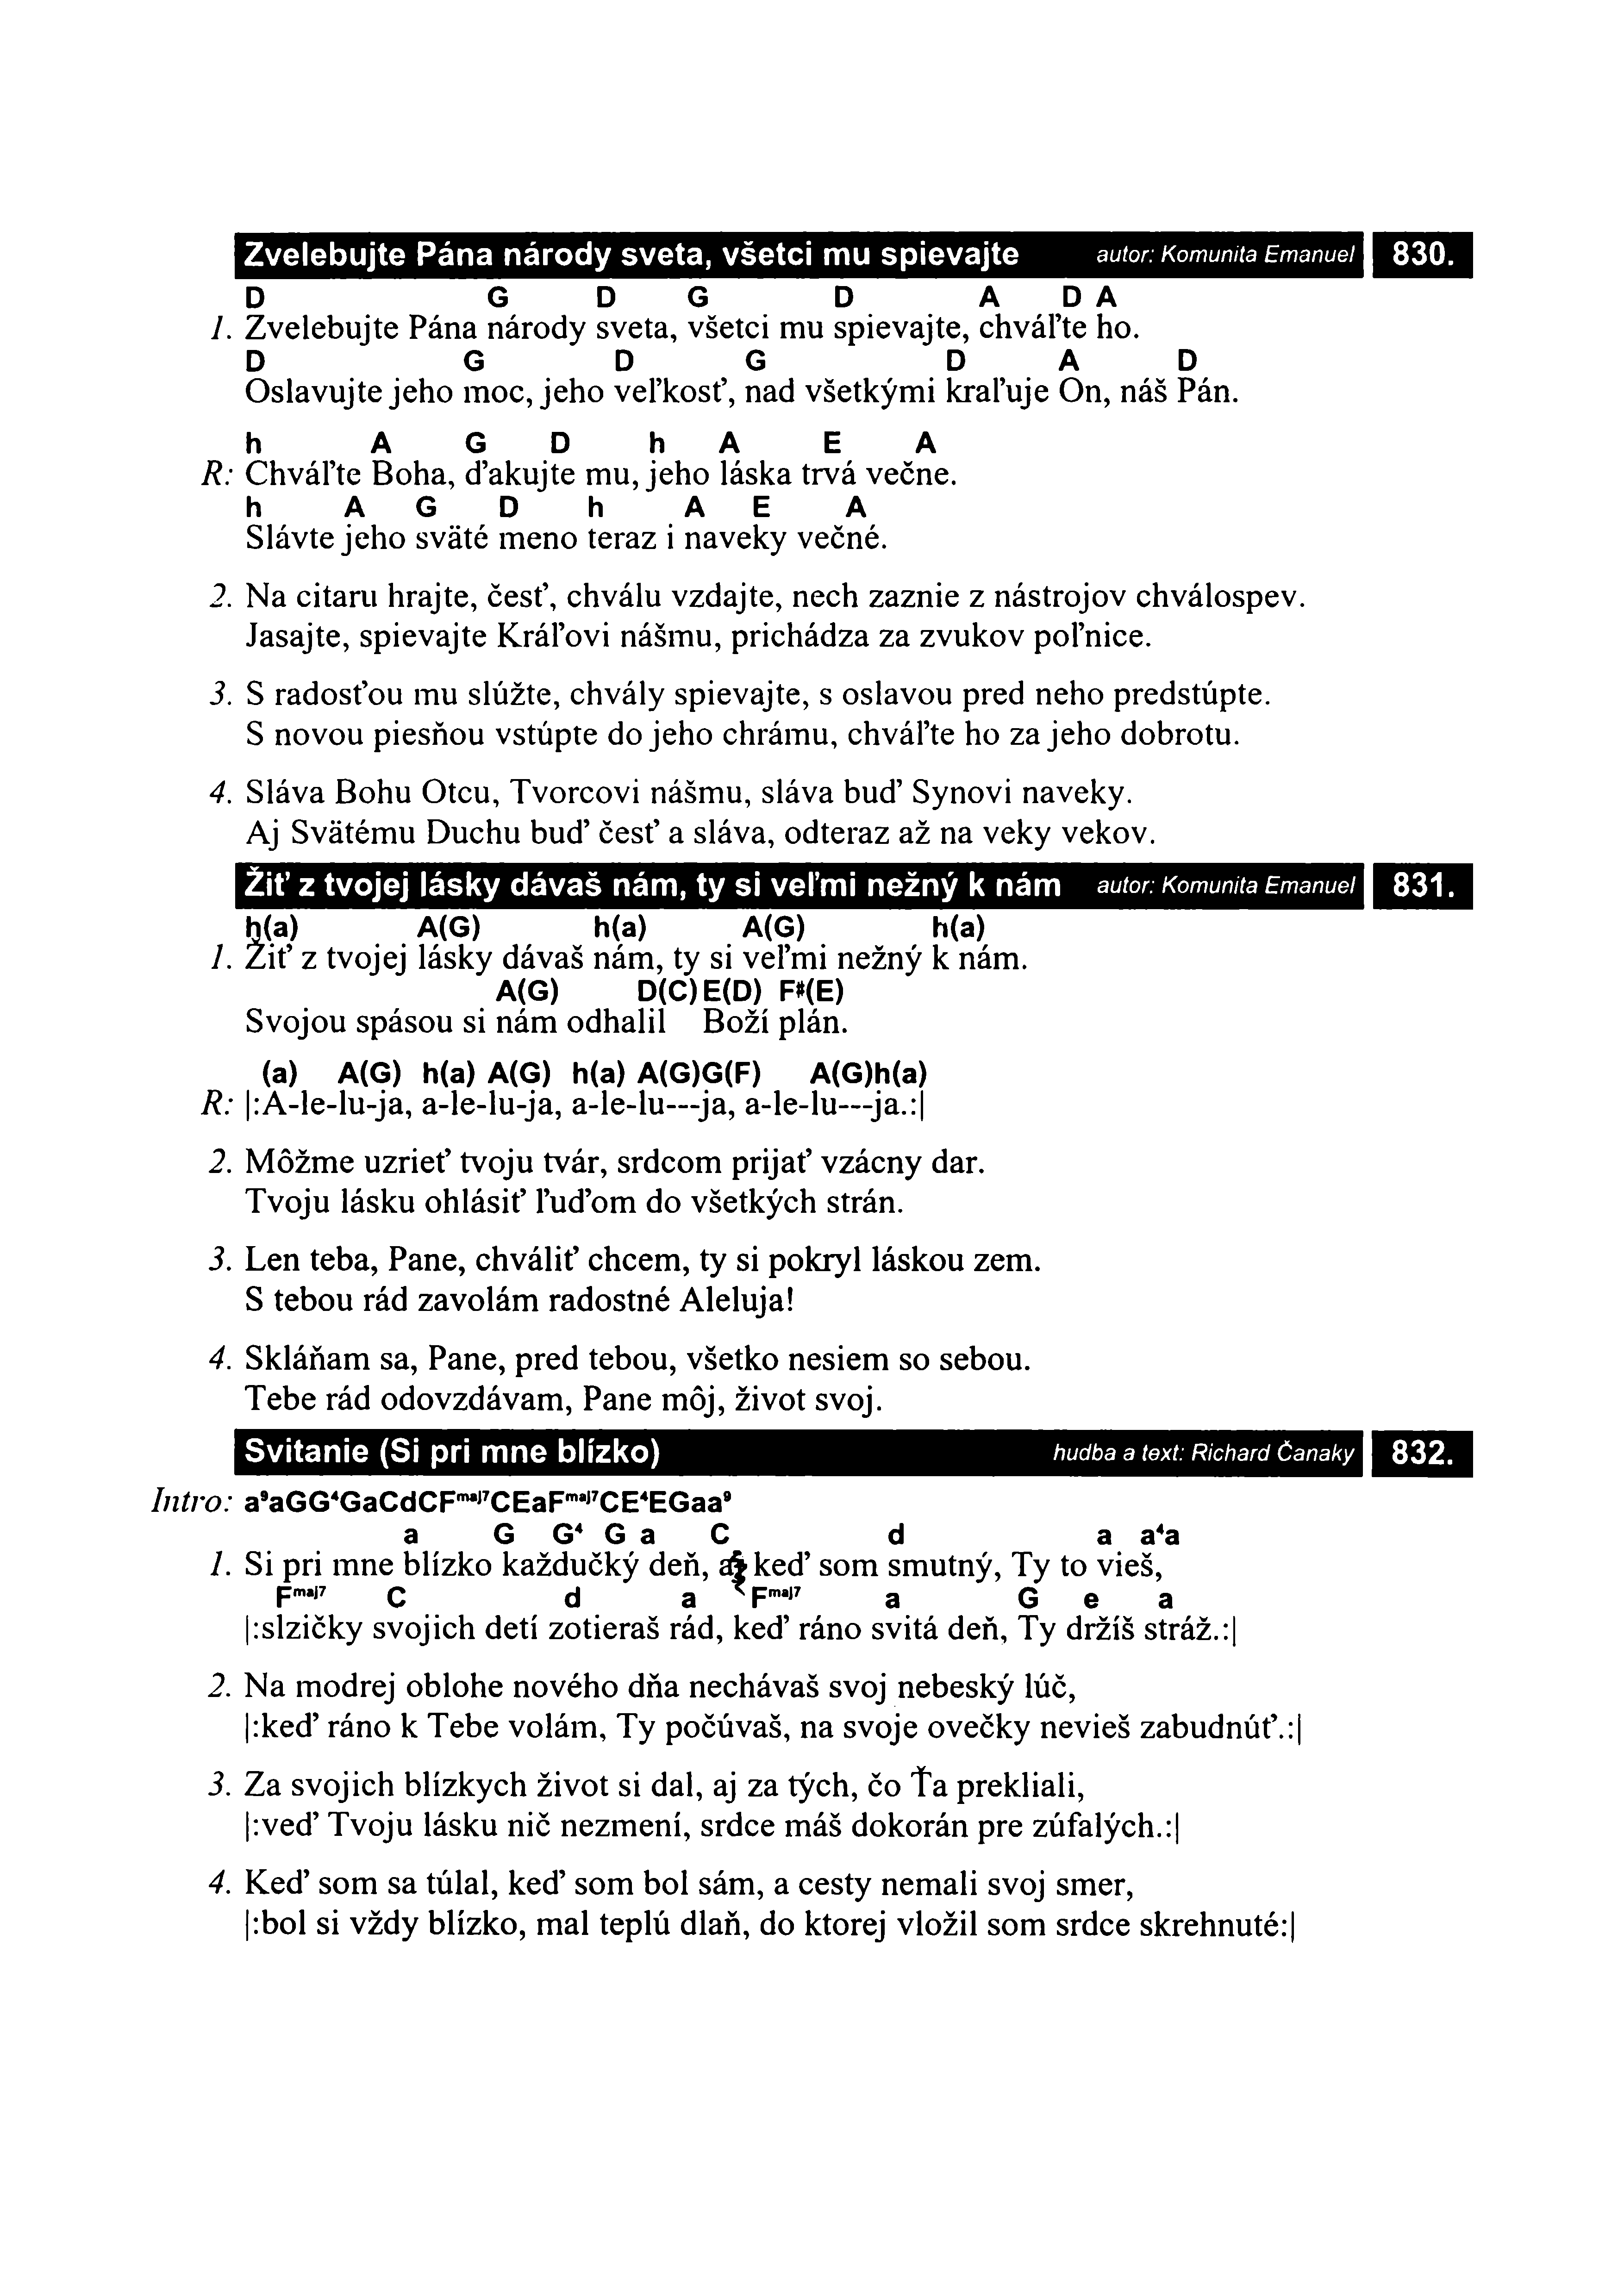 Zvelebujte Pána národy sveta, všetci mu spievajte autor: Komunita Emanuel 830.
D G D G D A D A
1. Zvelebujte Pána národy sveta, všetci mu spievajte, chváľte ho.
D G D G D A D
Oslavujte jeho moc, jeho veľkosť, nad všetkými kraľuje On, náš Pán.
h A G D h A E A
R: Chváľte Boha, ďakujte mu, jeho láska trvá večne.
h A G D h A E A
Slávte jeho sväté meno teraz i naveky večné.
2. Na citaru hrajte, česť, chválu vzdajte, nech zaznie z nástrojov chválospev.
Jasajte, spievajte Kráľovi nášmu, prichádza za zvukov poľnice.
3. S radosťou mu slúžte, chvály spievajte, s oslavou pred neho predstúpte.
S novou piesňou vstúpte do jeho chrámu, chváľte ho za jeho dobrotu.
4. Sláva Bohu Otcu, Tvorcovi nášmu, sláva buď Synovi naveky.
Aj Svätému Duchu buď česť a sláva, odteraz až na veky vekov.
Žiť z tvojej lásky dávaš nám, ty si veľmi nežný k nám autor: Komunita Emanuel 831.
h(a) A(G) h(a) A(G) h(a)
1. Žiť z tvojej lásky dávaš nám, ty si veľmi nežný k nám.
A(G) D(C) E(D) F#(E)
Svojou spásou si nám odhalil Boží plán.
(a) A(G) h(a) A(G) h(a) A(G)G(F) A(G)h(a)
R: |:A-le-lu-ja, a-le-lu-ja, a-le-lu---ja, a-le-lu---ja.:|
2. Môžme uzrieť tvoju tvár, srdcom prijať vzácny dar.
Tvoju lásku ohlásiť ľuďom do všetkých strán.
3. Len teba, Pane, chváliť chcem, ty si pokryl láskou zem.
S tebou rád zavolám radostné Aleluja!
4. Skláňam sa, Pane, pred tebou, všetko nesiem so sebou.
Tebe rád odovzdávam, Pane môj, život svoj.
Svitanie (Si pri mne blízko) hudba a text: Richard Čanaky 832.
Intro: a⁹aGG⁴GaCdCFᵐᵃʲ⁷CEaFᵐᵃʲ⁷CE⁴EGaa⁹
a G G⁴ G a C d a a⁴a
1. Si pri mne blízko každučký deň, keď som smutný, Ty to vieš,
Fᵐᵃʲ⁷ C d a Fᵐᵃʲ⁷ a G e a
|:slzičky svojich detí zotieraš rád, keď ráno svitá deň, Ty držíš stráž.:|
2. Na modrej oblohe nového dňa nechávaš svoj nebeský lúč,
|:keď ráno k Tebe volám, Ty počúvaš, na svoje ovečky nevieš zabudnúť.:|
3. Za svojich blízkych život si dal, aj za tých, čo Ťa prekliali,
|:veď Tvoju lásku nič nezmení, srdce máš dokorán pre zúfalých.:|
4. Keď som sa túlal, keď som bol sám, a cesty nemali svoj smer,
|:bol si vždy blízko, mal teplú dlaň, do ktorej vložil som srdce skrehnuté:|